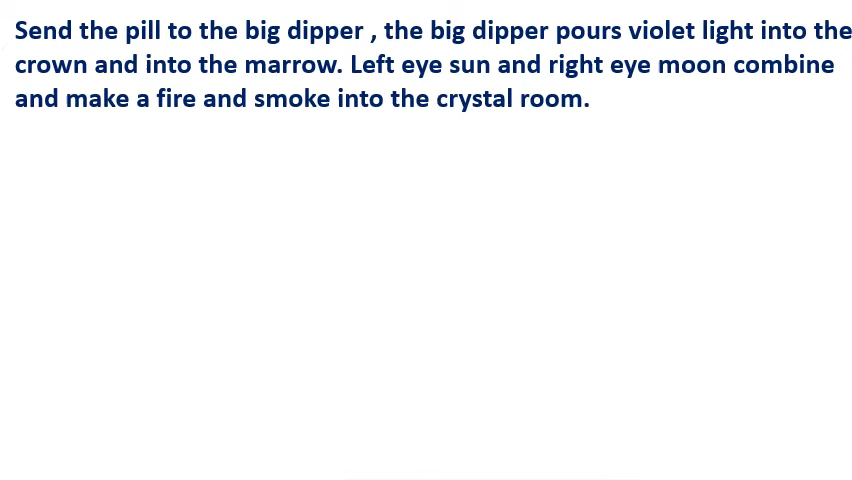 Send the pill to the big dipper , the big dipper pours violet light into the
crown and into the marrow. Left eye sun and right eye moon combine
and make a fire and smoke into the crystal room.